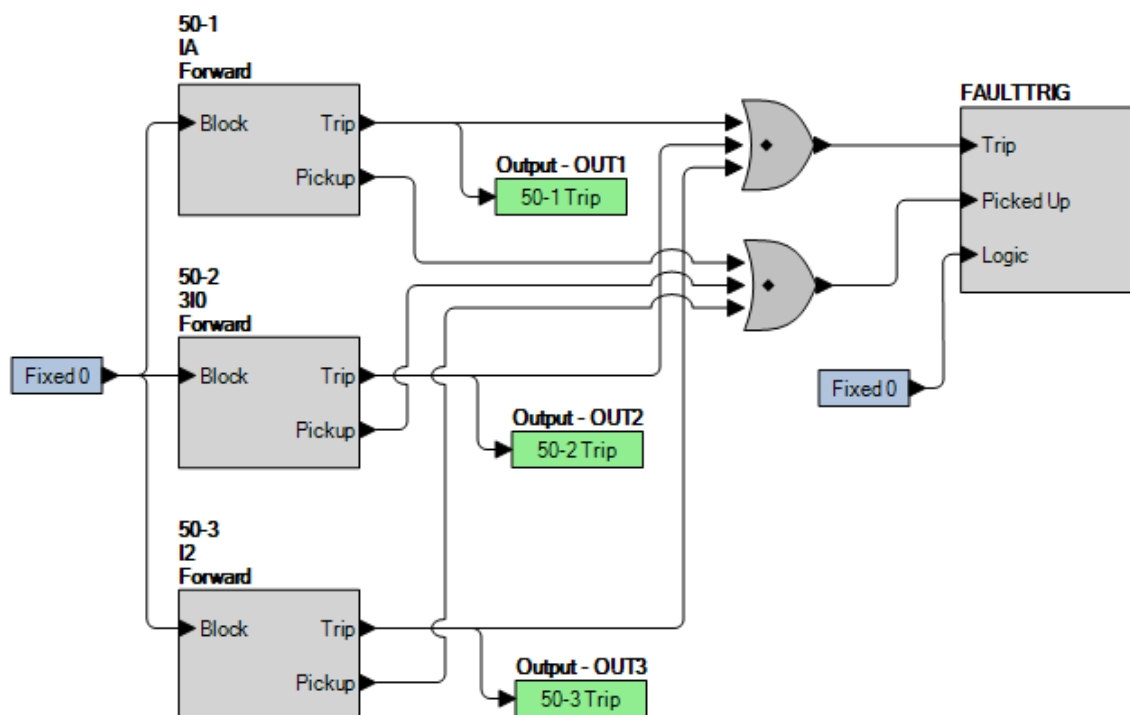 50-1
IA
Forward
Block
Trip
Pickup
Output - OUT1
50-1 Trip
FAULTTRIG
Trip
Picked Up
Logic
50-2
3I0
Forward
Fixed 0
Block
Trip
Pickup
Fixed 0
Output - OUT2
50-2 Trip
50-3
I2
Forward
Block
Trip
Pickup
Output - OUT3
50-3 Trip